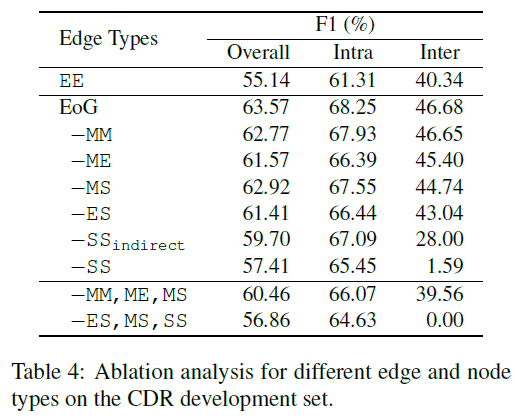 Edge Types F1 (%)
Overall Intra Inter
EE 55.14 61.31 40.34
EoG 63.57 68.25 46.68
−MM 62.77 67.93 46.65
−ME 61.57 66.39 45.40
−MS 62.92 67.55 44.74
−ES 61.41 66.44 43.04
−SSindirect 59.70 67.09 28.00
−SS 57.41 65.45 1.59
−MM, ME, MS 60.46 66.07 39.56
−ES, MS, SS 56.86 64.63 0.00
Table 4: Ablation analysis for different edge and node
types on the CDR development set.